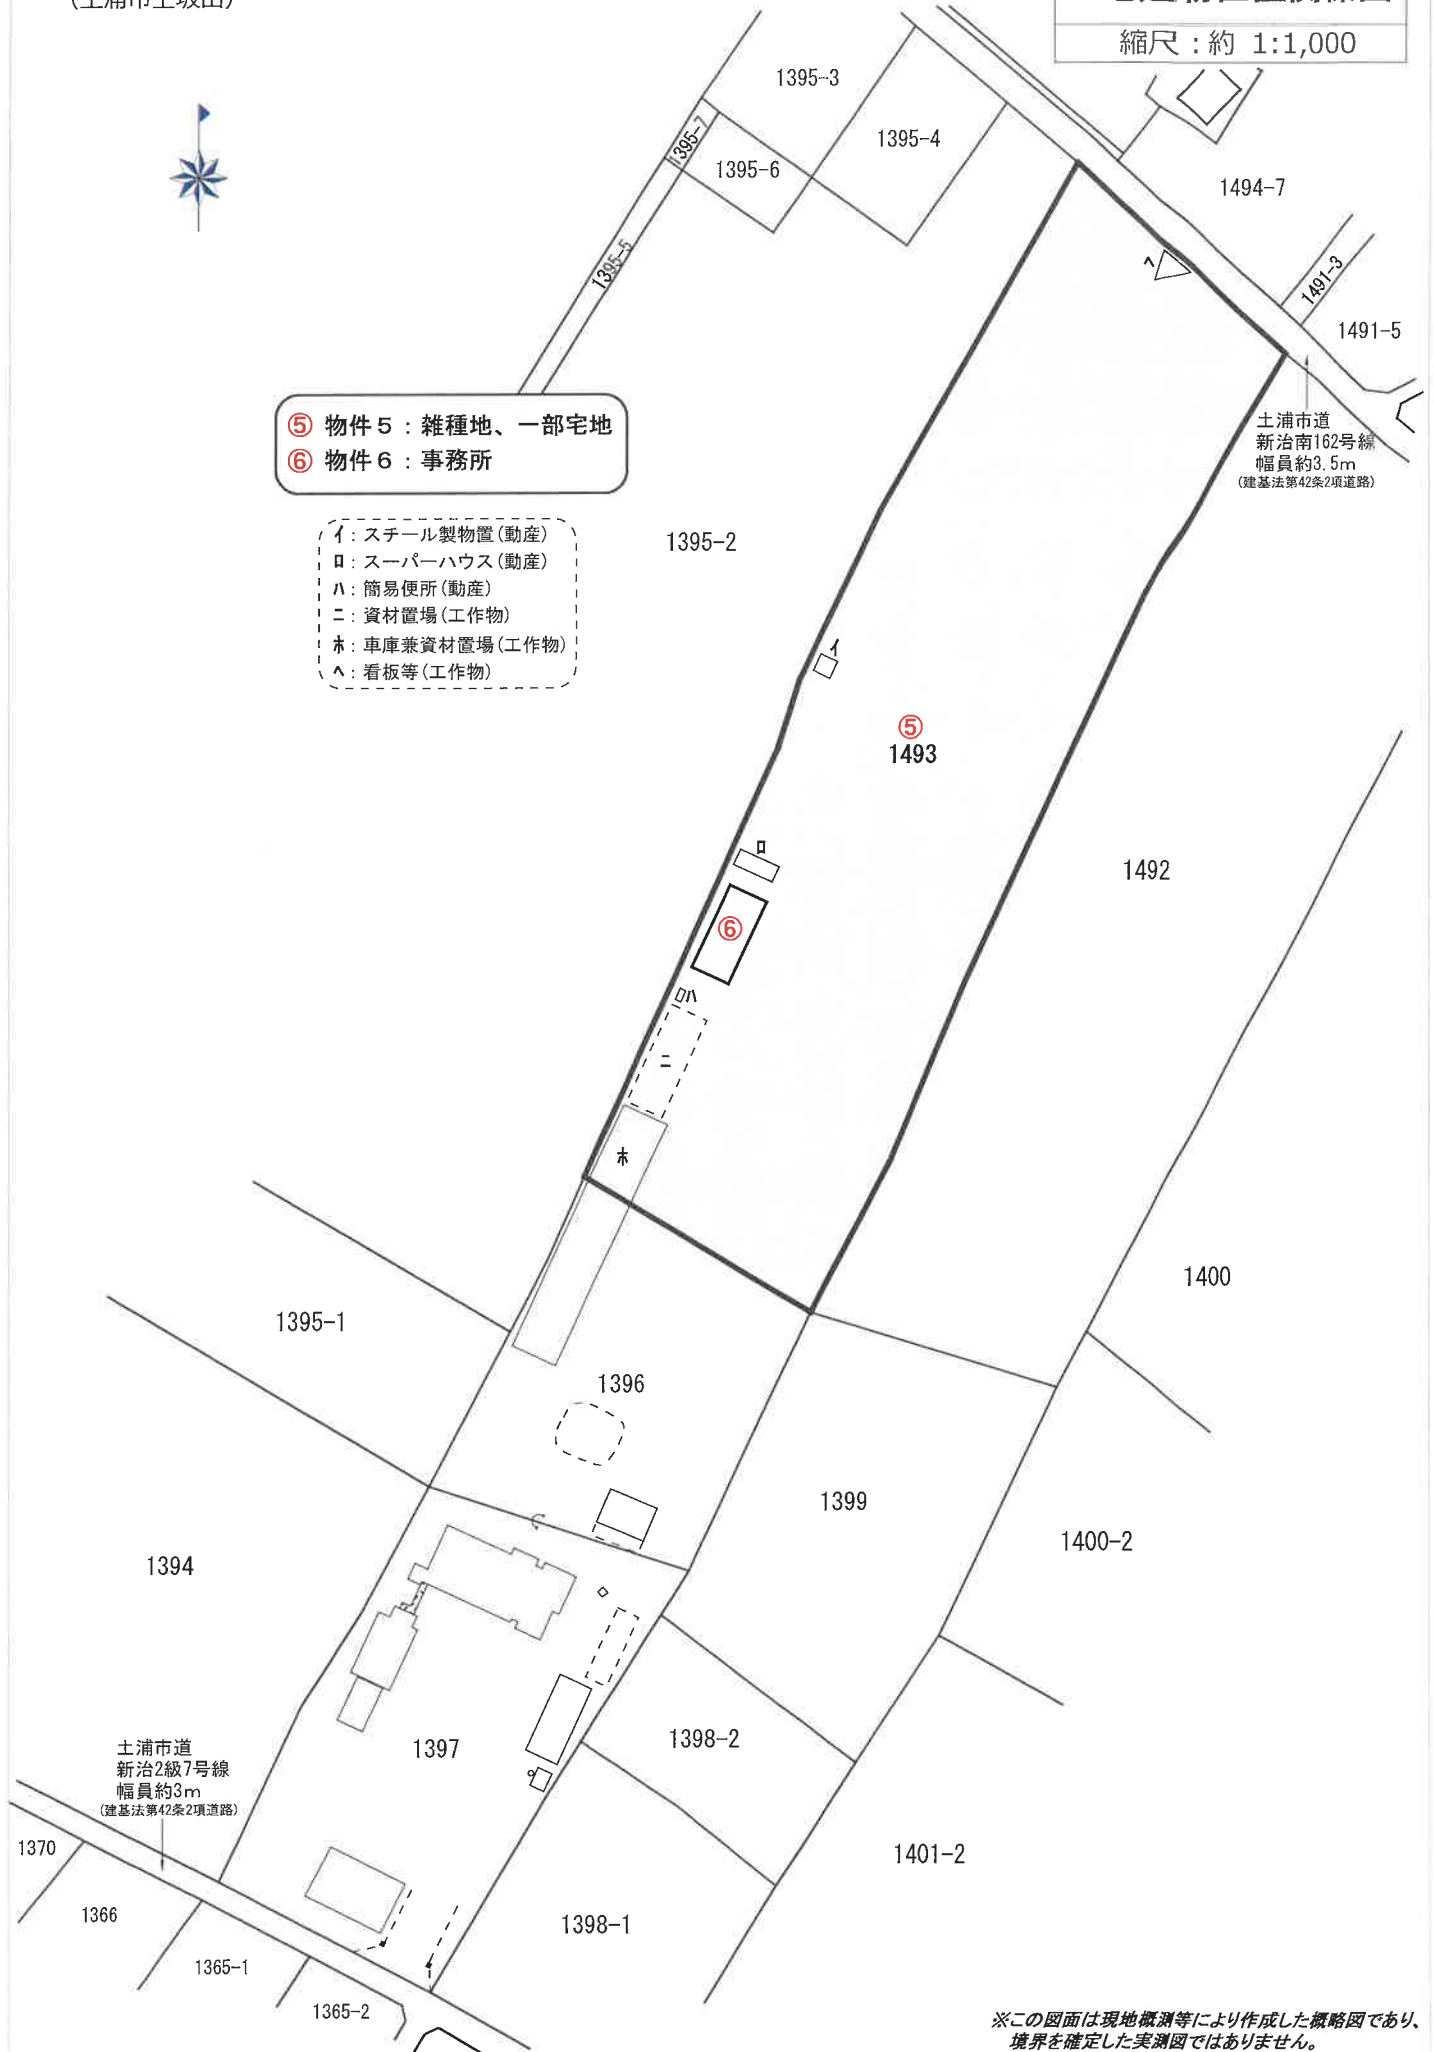 縮尺：約 1:1,000
1395-3
1395-4
1395-7
1395-6
1494-7
1395-5
1491-3
1491-5
土浦市道
新治南162号線
幅員約3.5m
(建基法第42条2項道路)
⑤ 物件５：雑種地、一部宅地
⑥ 物件６：事務所
イ：スチール製物置(動産)
ロ：スーパーハウス(動産)
ハ：簡易便所(動産)
ニ：資材置場(工作物)
ホ：車庫兼資材置場(工作物)
ヘ：看板等(工作物)
1395-2
イ
⑤
1493
ロ
1492
⑥
ハ
ニ
ホ
1400
1395-1
1396
1399
1400-2
1394
1398-2
1397
土浦市道
新治2級7号線
幅員約3m
(建基法第42条2項道路)
1370
1401-2
1366
1398-1
1365-1
1365-2
※この図面は現地概測等により作成した概略図であり、
境界を確定した実測図ではありません。